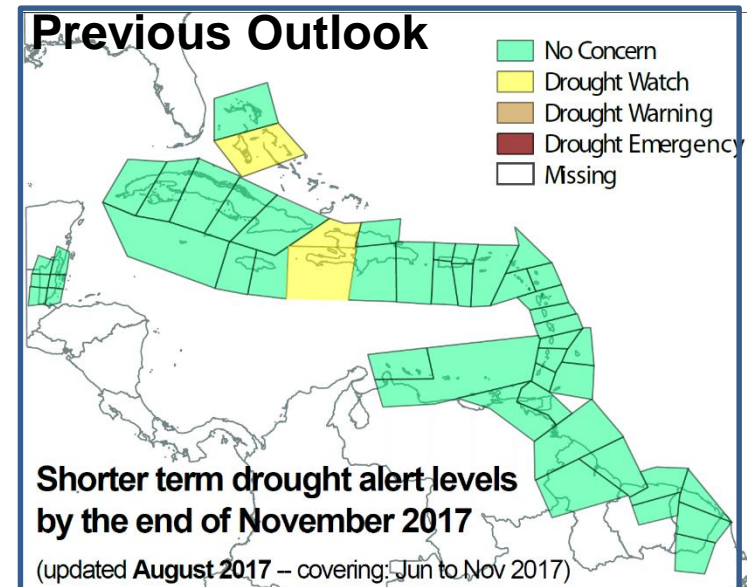 Previous Outlook
No Concern
Drought Watch
Drought Warning
Drought Emergency
Missing
Shorter term drought alert levels
by the end of November 2017
(updated August 2017 – covering: Jun to Nov 2017)